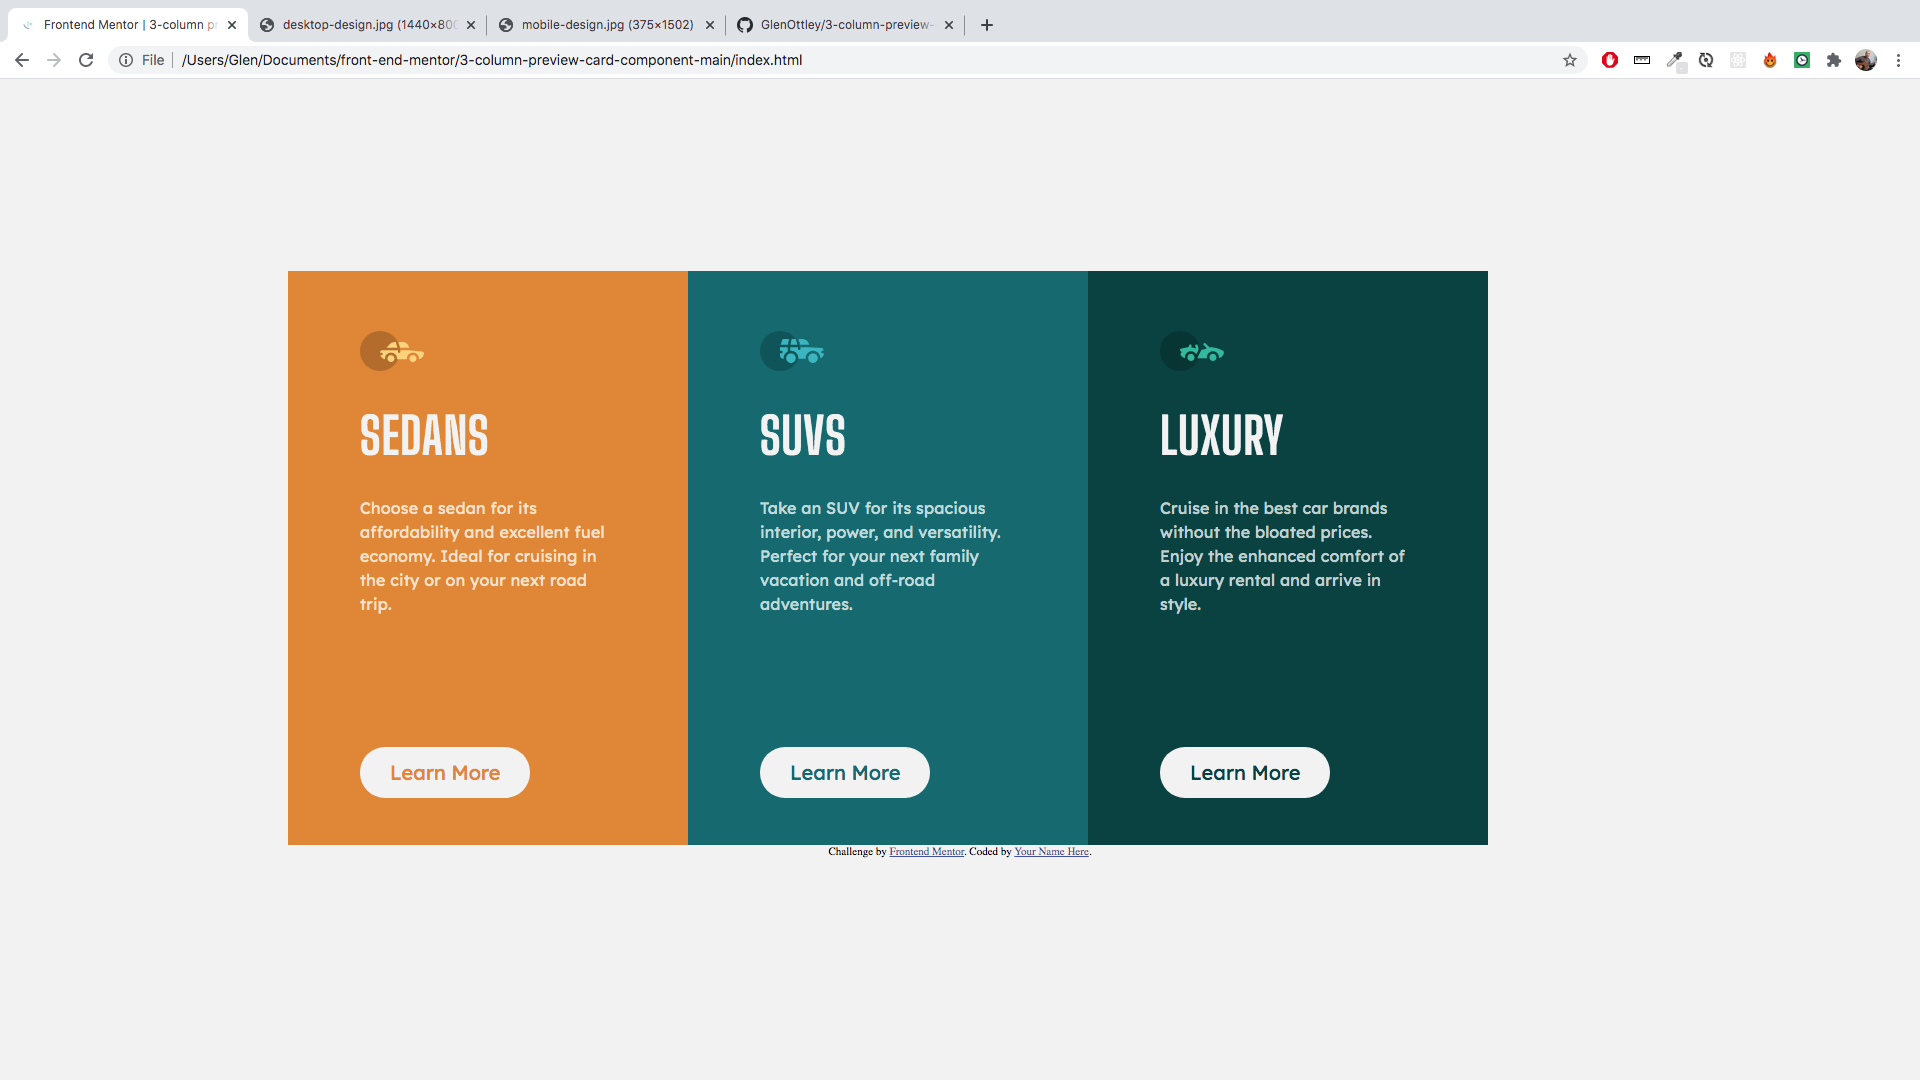 Frontend Mentor | 3-column pr
desktop-design.jpg (1440×800
mobile-design.jpg (375×1502)
GlenOttley/3-column-preview-
File
/Users/Glen/Documents/front-end-mentor/3-column-preview-card-component-main/index.html
SEDANS
Choose a sedan for its
affordability and excellent fuel
economy. Ideal for cruising in
the city or on your next road
trip.
Learn More
SUVS
Take an SUV for its spacious
interior, power, and versatility.
Perfect for your next family
vacation and off-road
adventures.
Learn More
LUXURY
Cruise in the best car brands
without the bloated prices.
Enjoy the enhanced comfort of
a luxury rental and arrive in
style.
Learn More
Challenge by Frontend Mentor. Coded by Your Name Here.